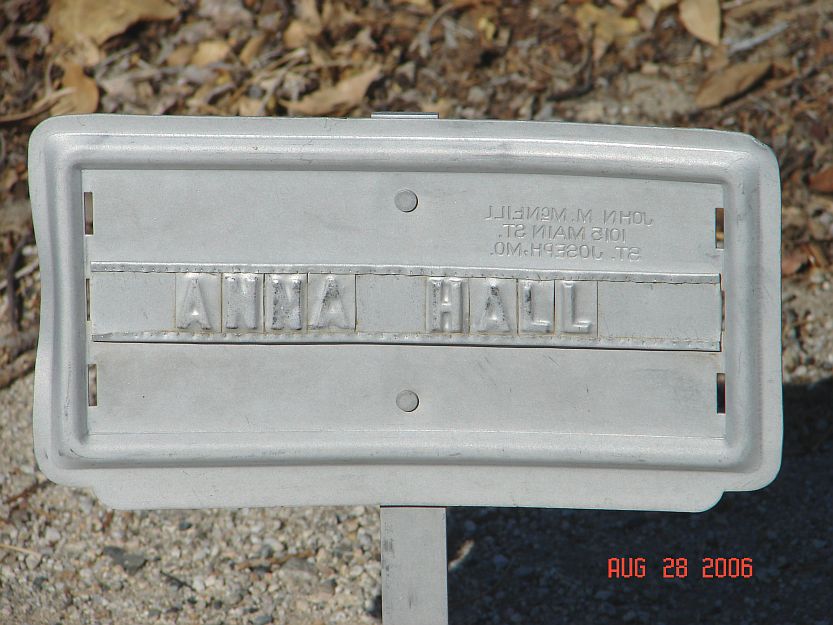 JOHN M. McNEILL
1015 MAIN ST.
ST. JOSEPH, MO.
ANNA HALL
AUG 28 2006